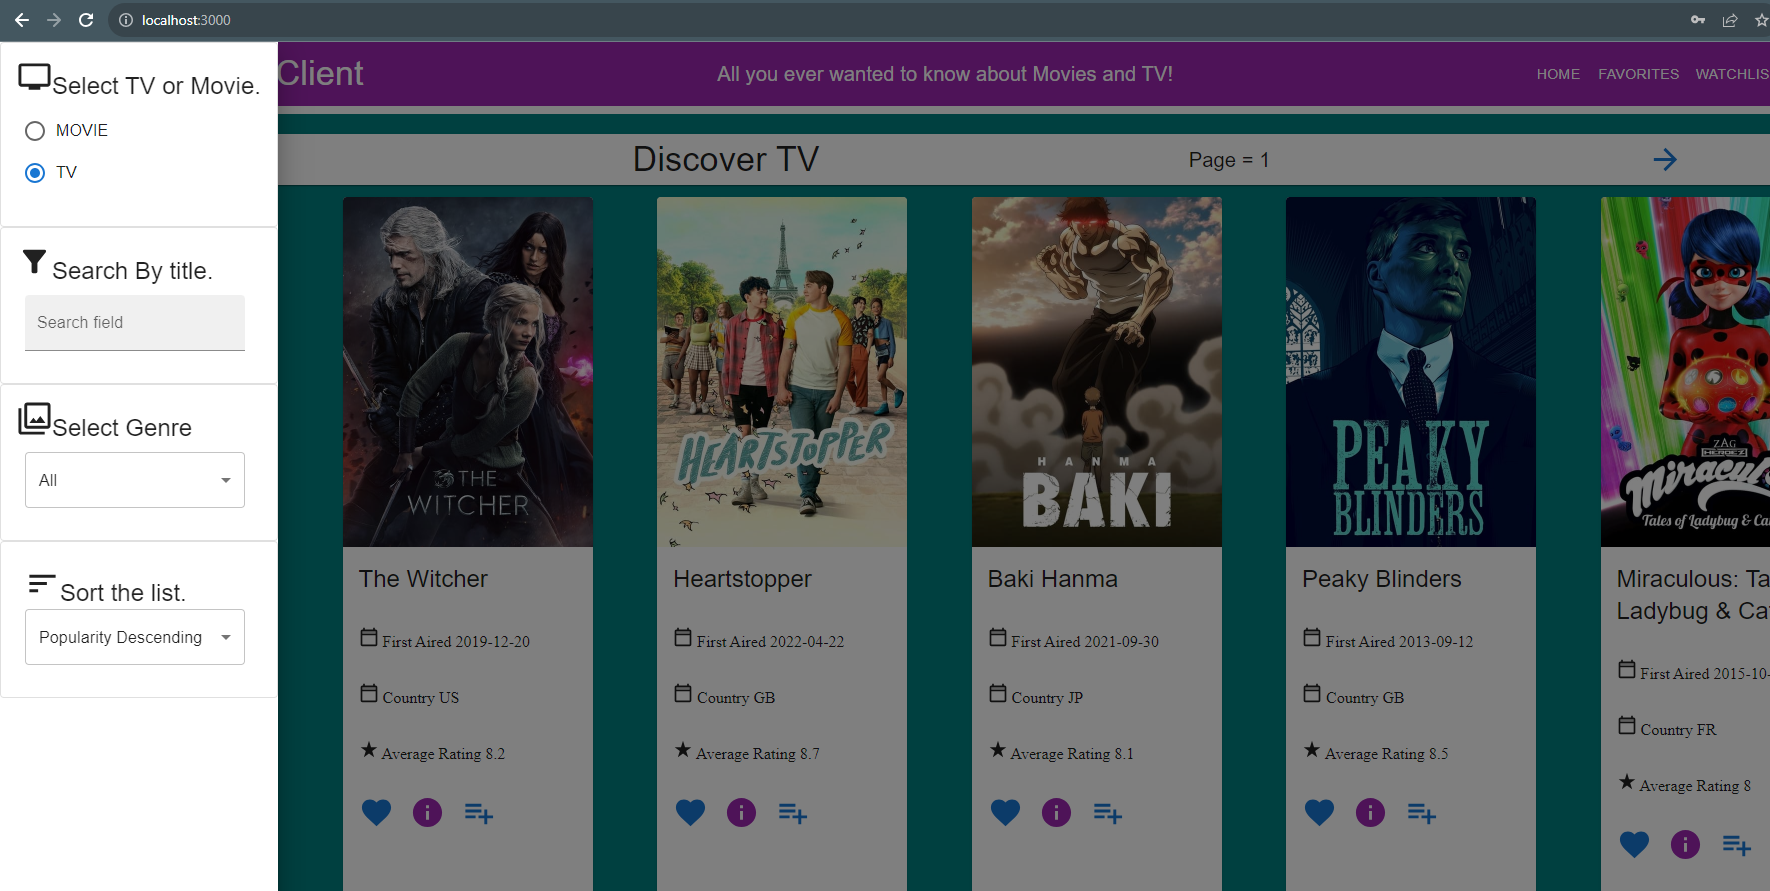 localhost:3000
Select TV or Movie.
MOVIE
TV
Search By title.
Search field
Select Genre
All
Sort the list.
Popularity Descending
Client
All you ever wanted to know about Movies and TV!
HOME FAVORITES WATCHLIS
Discover TV
Page = 1
THE
WITCHER
The Witcher
First Aired 2019-12-20
Country US
Average Rating 8.2
HEARTSTOPPER
Heartstopper
First Aired 2022-04-22
Country GB
Average Rating 8.7
HANMA
BAKI
Baki Hanma
First Aired 2021-09-30
Country JP
Average Rating 8.1
PEAKY
BLINDERS
Peaky Blinders
First Aired 2013-09-12
Country GB
Average Rating 8.5
ZAG
HEROEZ
Miracul
Tales of Ladybug & Ca
Miraculous: Ta
Ladybug & Ca
First Aired 2015-10-
Country FR
Average Rating 8